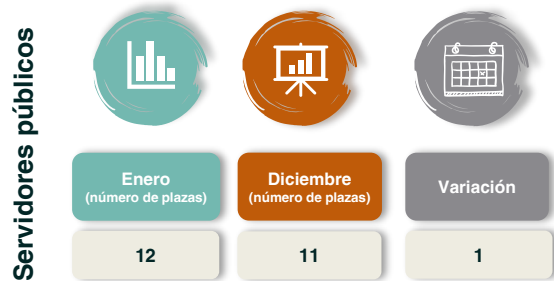 Servidores públicos
Enero
(número de plazas)
Diciembre
(número de plazas)
Variación
12
11
1